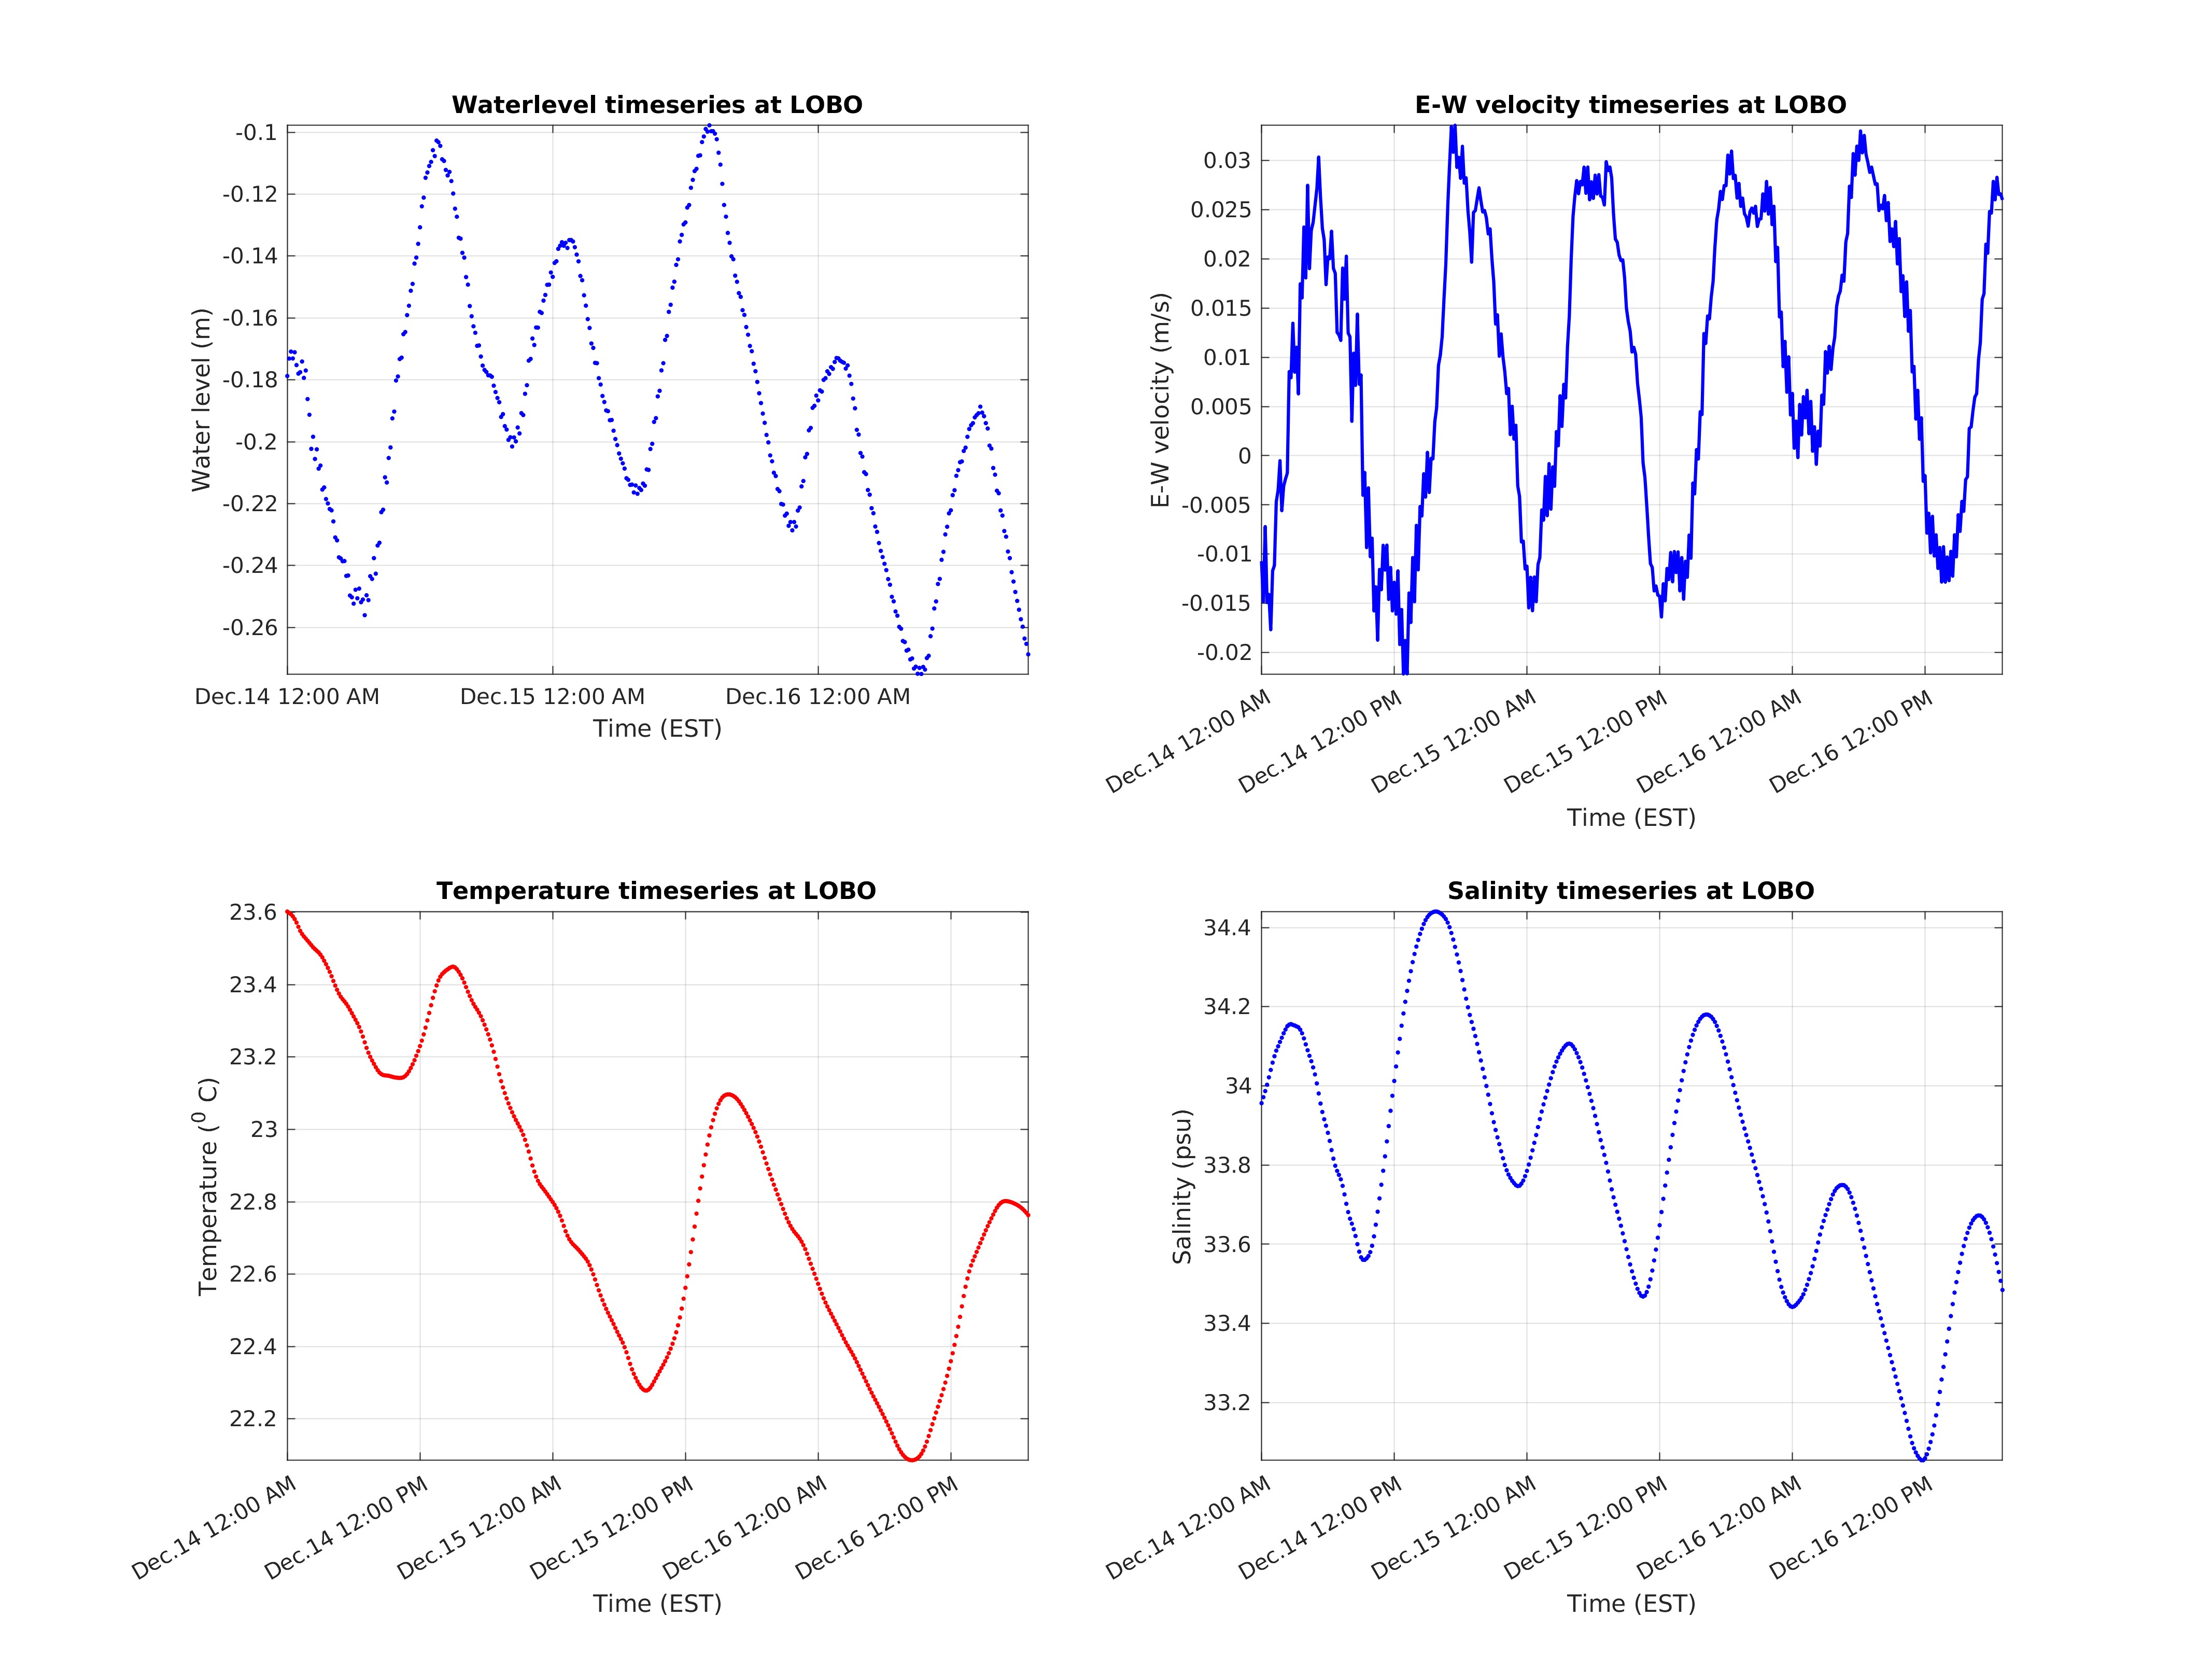 Waterlevel timeseries at LOBO
-0.1
-0.12
-0.14
-0.16
-0.18
-0.2
-0.22
-0.24
-0.26
Water level (m)
Dec.14 12:00 AM
Dec.15 12:00 AM
Dec.16 12:00 AM
Time (EST)
E-W velocity timeseries at LOBO
0.03
0.025
0.02
0.015
0.01
0.005
0
-0.005
-0.01
-0.015
-0.02
E-W velocity (m/s)
Dec.14 12:00 AM
Dec.14 12:00 PM
Dec.15 12:00 AM
Dec.15 12:00 PM
Dec.16 12:00 AM
Dec.16 12:00 PM
Time (EST)
Temperature timeseries at LOBO
23.6
23.4
23.2
23
22.8
22.6
22.4
22.2
Temperature (⁰ C)
Dec.14 12:00 AM
Dec.14 12:00 PM
Dec.15 12:00 AM
Dec.15 12:00 PM
Dec.16 12:00 AM
Dec.16 12:00 PM
Time (EST)
Salinity timeseries at LOBO
34.4
34.2
34
33.8
33.6
33.4
33.2
Salinity (psu)
Dec.14 12:00 AM
Dec.14 12:00 PM
Dec.15 12:00 AM
Dec.15 12:00 PM
Dec.16 12:00 AM
Dec.16 12:00 PM
Time (EST)